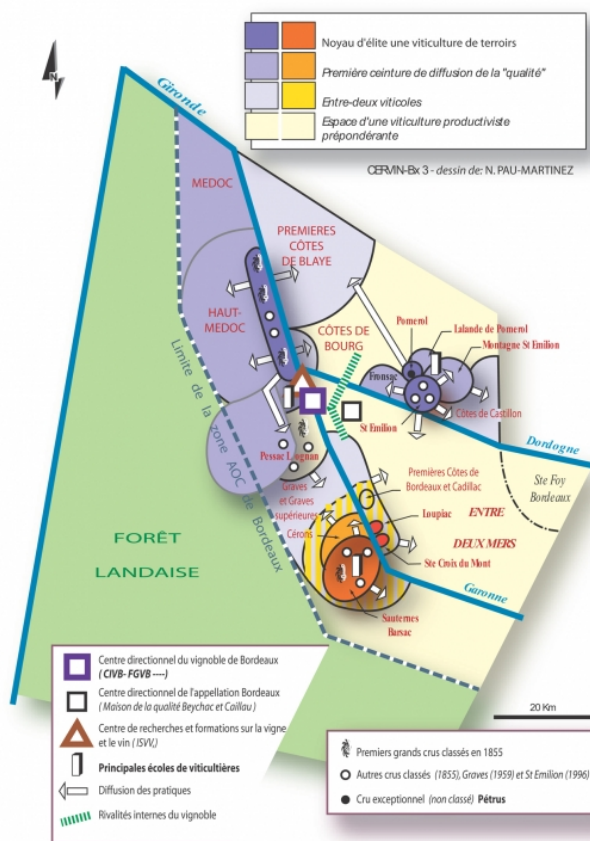 Noyau d'élite une viticulture de terroirs
Première ceinture de diffusion de la "qualité"
Entre-deux viticoles
Espace d'une viticulture productiviste
prépondérante
CERVIN-Bx 3 - dessin de: N. PAU-MARTINEZ
N
Gironde
MEDOC
PREMIERES
CÔTES
DE BLAYE
HAUT-
MEDOC
CÔTES DE
BOURG
Pomerol
Lalande de Pomerol
Montagne St Emilion
Fronsac
St Emilion
Côtes de Castillon
Dordogne
Limite de la zone AOC de Bordeaux
Pessac Léognan
Graves
et Graves
supérieures
Cérons
Premières Côtes de
Bordeaux et Cadillac
Loupiac
ENTRE
DEUX MERS
Ste Foy
Bordeaux
Ste Croix du Mont
Garonne
Sauternes
Barsac
FORÊT
LANDAISE
20 Km
Centre directionnel du vignoble de Bordeaux
( CIVB- FGVB ----)
Centre directionnel de l'appellation Bordeaux
( Maison de la qualité Beychac et Caillau )
Centre de recherches et formations sur la vigne
et le vin ( ISVV,)
Principales écoles de viticultières
Diffusion des pratiques
Rivalités internes du vignoble
Premiers grands crus classés en 1855
Autres crus classés (1855), Graves (1959) et St Emilion (1996)
Cru exceptionnel (non classé) Pétrus